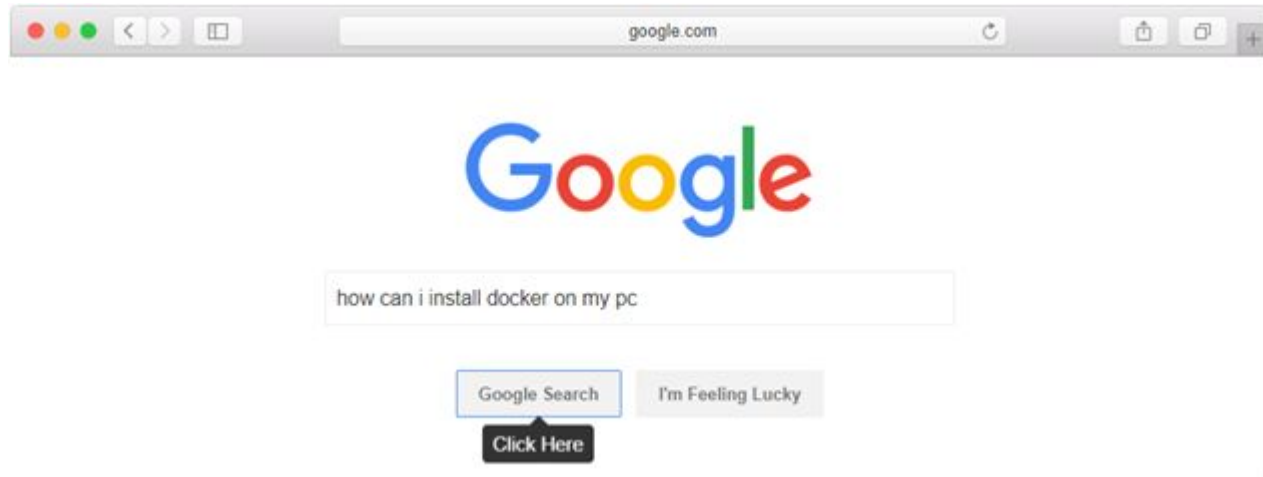 google.com
Google
how can i install docker on my pc
Google Search I'm Feeling Lucky
Click Here